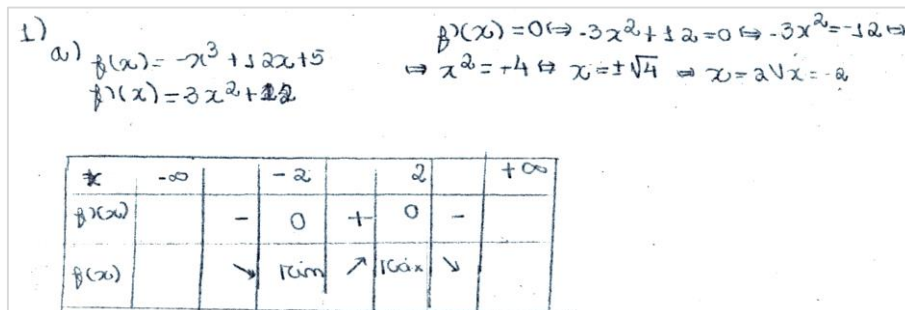 1)
a) f(x) = -x³ + 12x + 5
f'(x) = 3x² + 12
f'(x) = 0 ⇔ -3x² + 12 = 0 ⇔ -3x² = -12 ⇔
⇔ x² = +4 ⇔ x = ±√4 ⇔ x = 2 ∨ x = -2
x -∞ -2 2 +∞
f'(x) - 0 + 0 -
f(x) ↘ Min ↗ Máx ↘